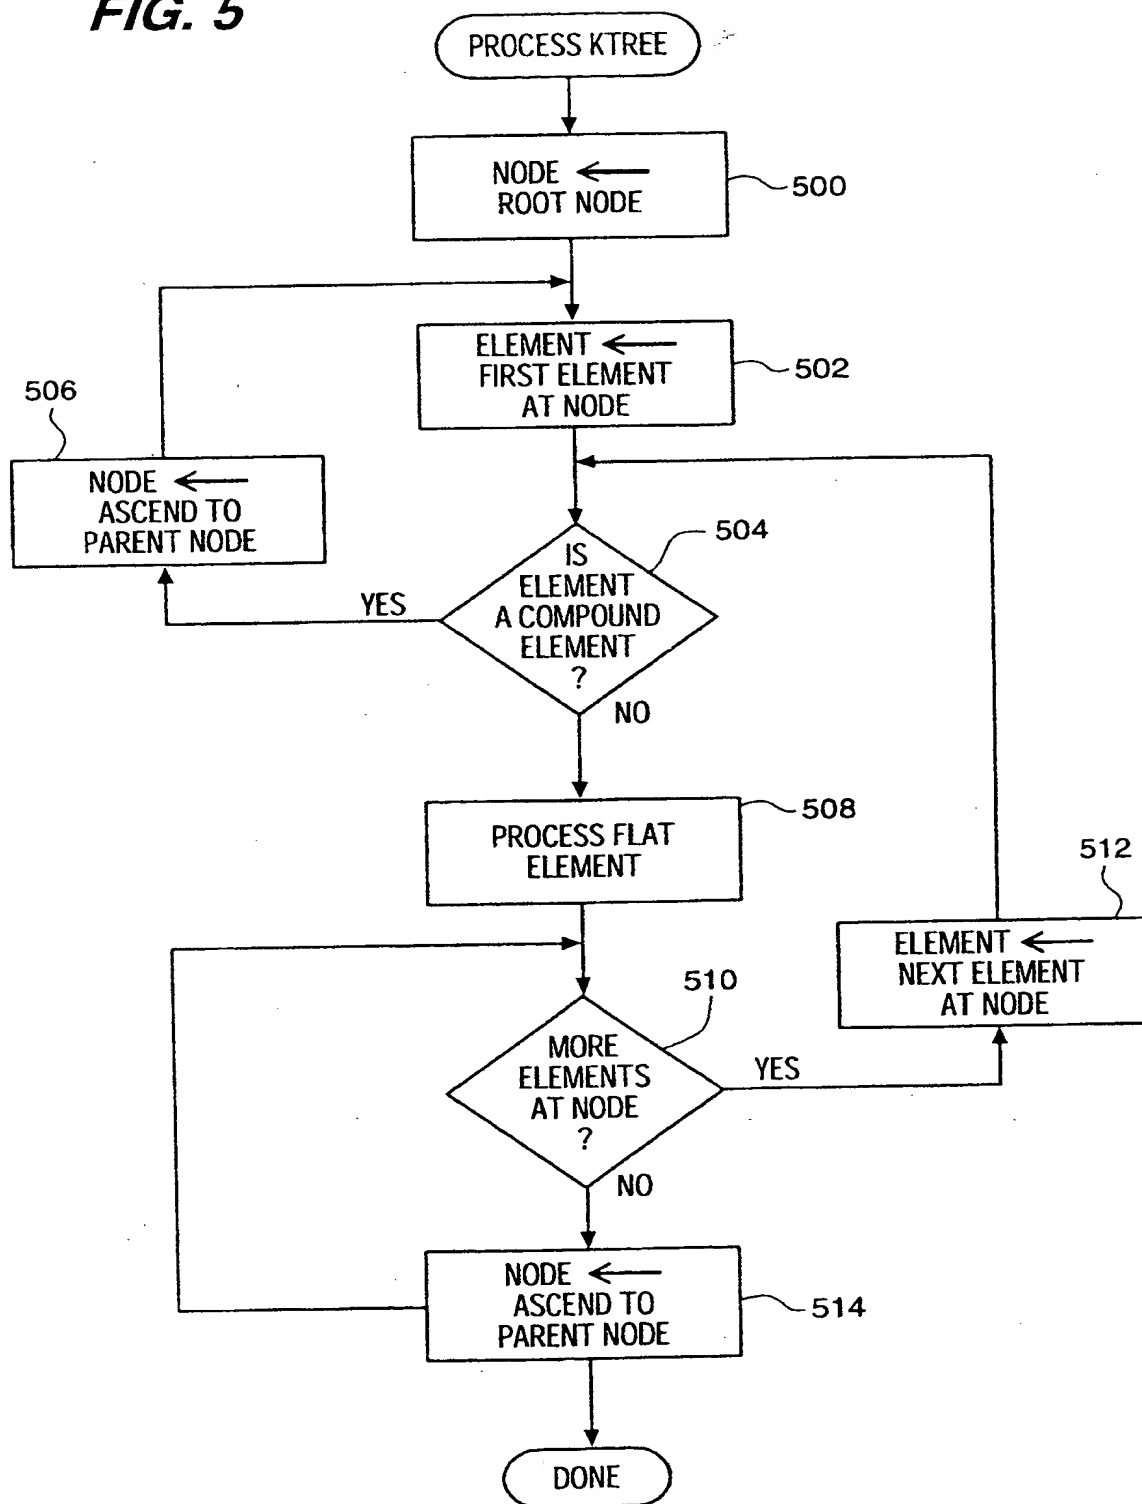 FIG. 5
PROCESS KTREE
NODE ←
ROOT NODE
500
ELEMENT ←
FIRST ELEMENT
AT NODE
502
506
NODE ←
ASCEND TO
PARENT NODE
504
IS
ELEMENT
A COMPOUND
ELEMENT
?
YES
NO
508
PROCESS FLAT
ELEMENT
512
ELEMENT ←
NEXT ELEMENT
AT NODE
510
MORE
ELEMENTS
AT NODE
?
YES
NO
NODE ←
ASCEND TO
PARENT NODE
514
DONE